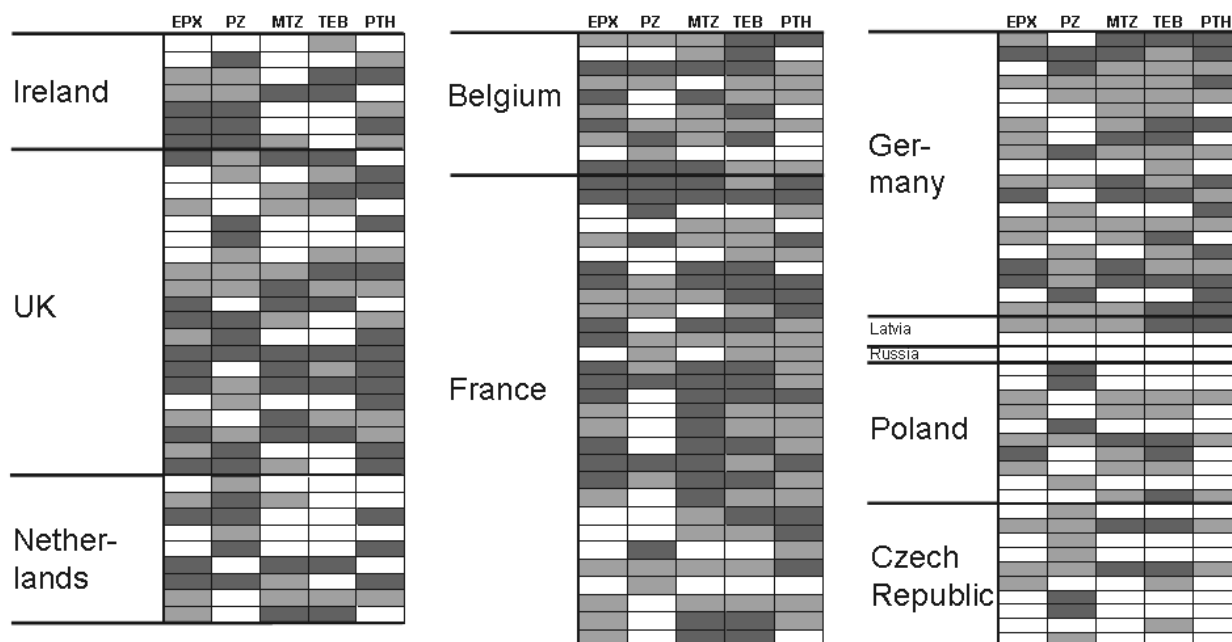 EPX PZ MTZ TEB PTH
Ireland
UK
Nether-
lands
EPX PZ MTZ TEB PTH
Belgium
France
EPX PZ MTZ TEB PTH
Ger-
many
Latvia
Russia
Poland
Czech
Republic